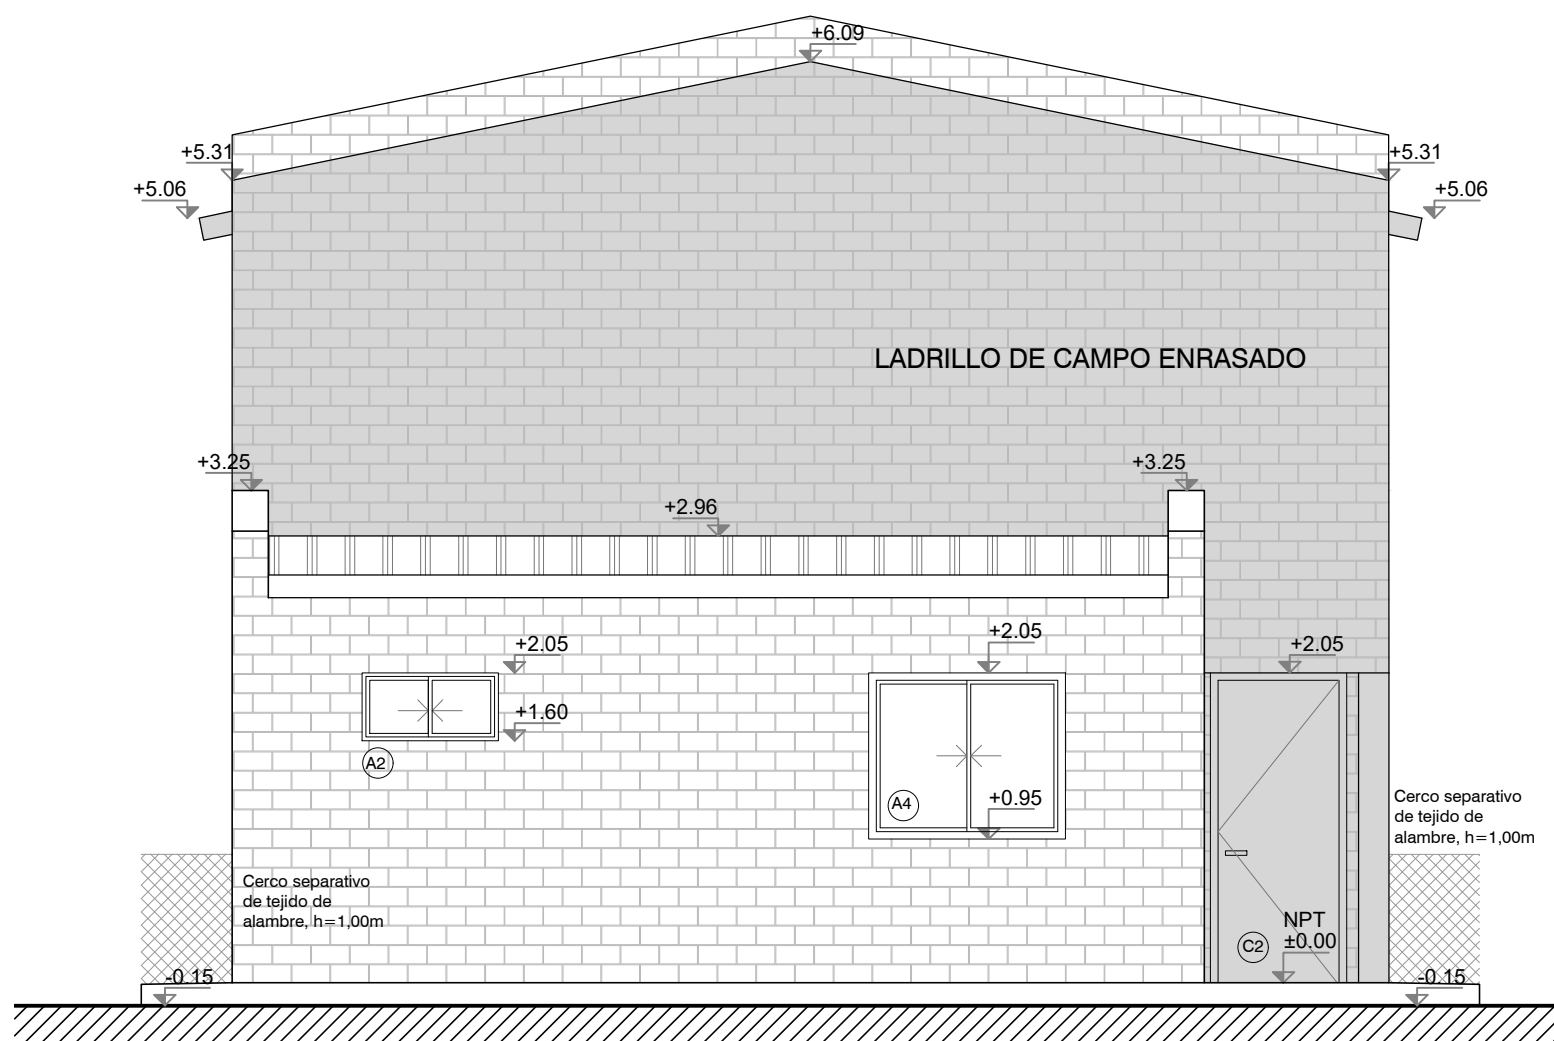 +6.09
+5.31
+5.31
+5.06
+5.06
LADRILLO DE CAMPO ENRASADO
+3.25
+3.25
+2.96
+2.05
+2.05
+2.05
+1.60
A2
A4
+0.95
Cerco separativo
de tejido de
alambre, h=1,00m
Cerco separativo
de tejido de
alambre, h=1,00m
NPT
±0.00
C2
-0.15
-0.15